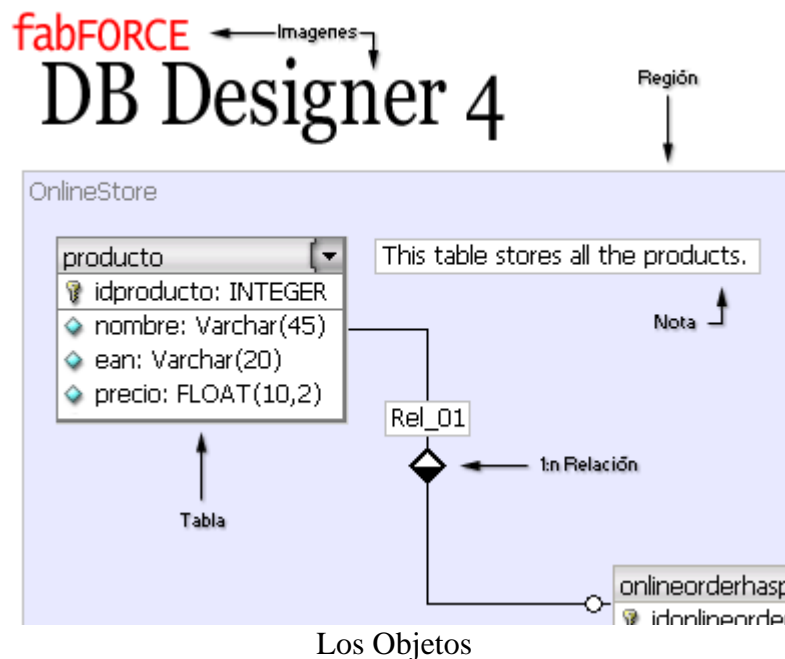 fabFORCE
Imagenes
DB Designer 4
Región
OnlineStore
producto
idproducto: INTEGER
nombre: Varchar(45)
ean: Varchar(20)
precio: FLOAT(10,2)
This table stores all the products.
Nota
Rel_01
1:n Relación
Tabla
onlineorderhasp
idonlineorde
Los Objetos